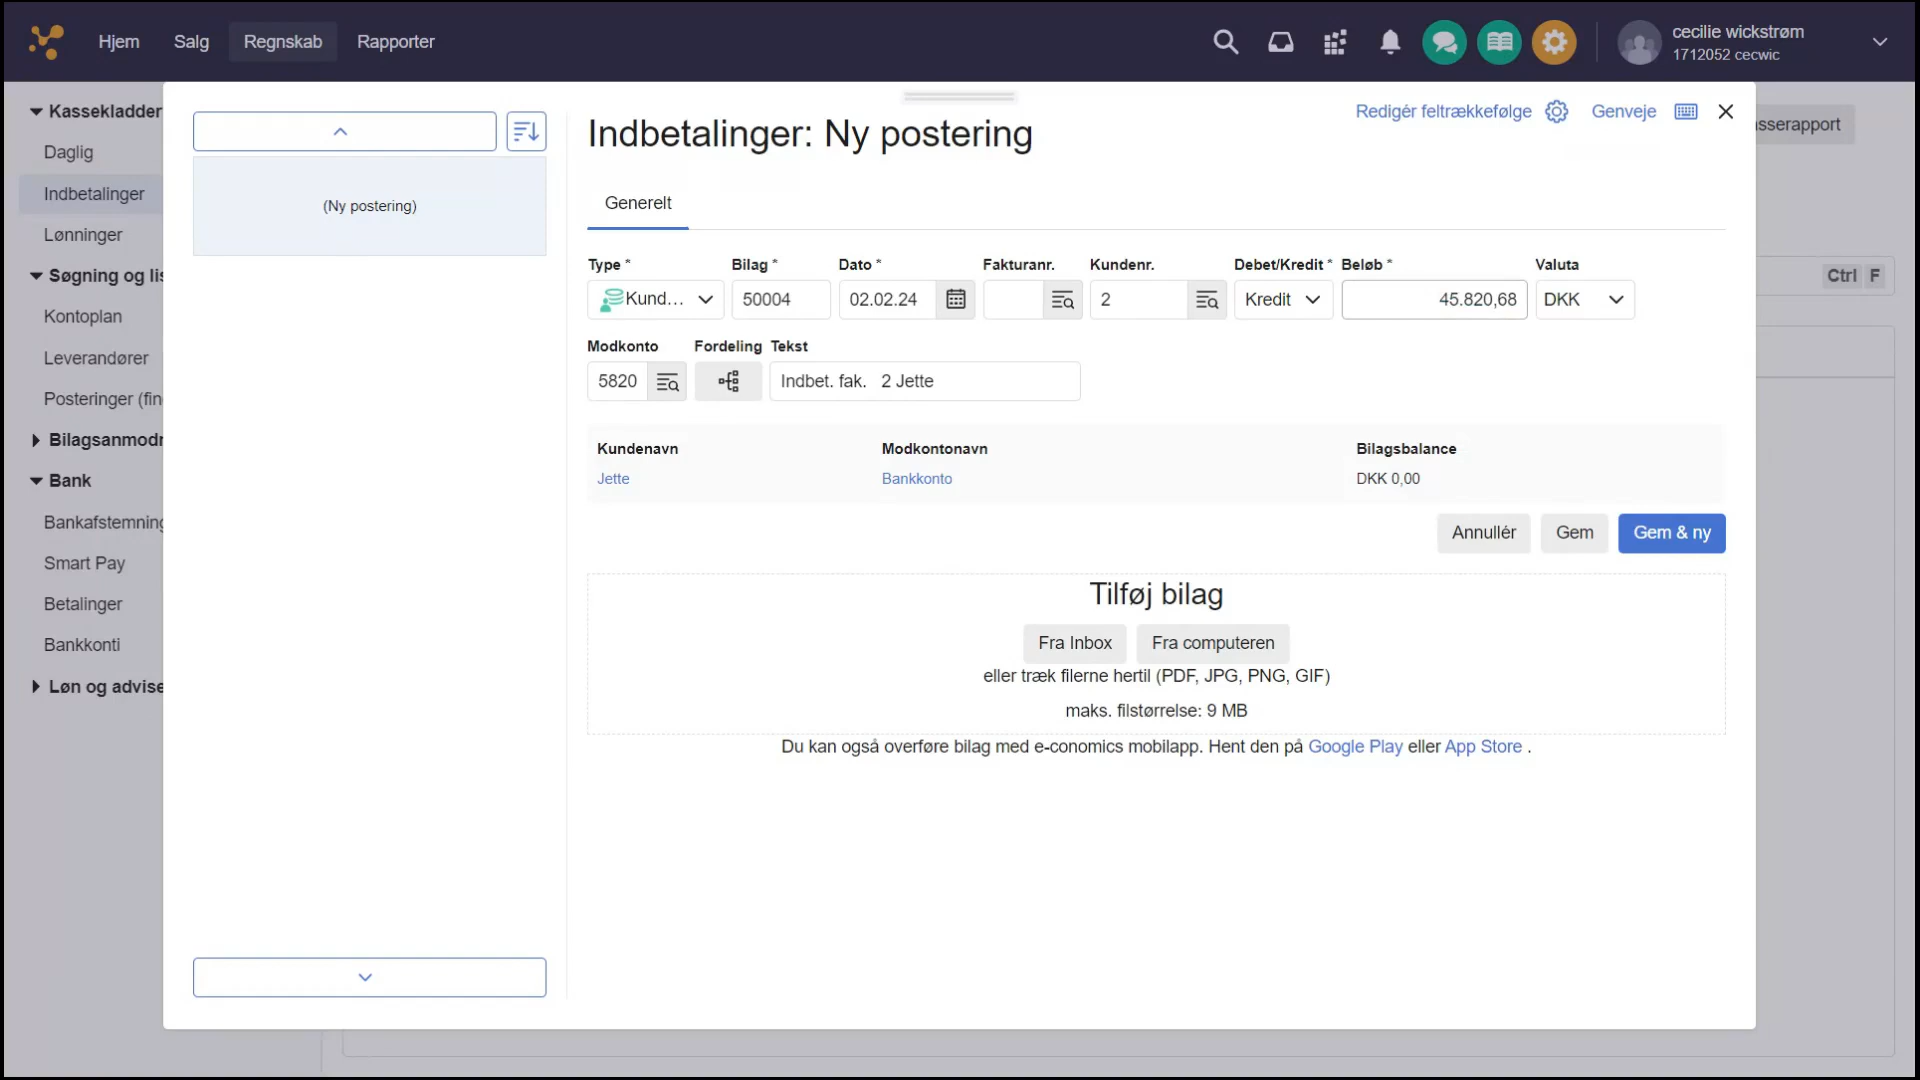 Hjem Salg Regnskab Rapporter
cecilie wickstrøm
1712052 cecwic
Kassekladder
Daglig
Indbetalinger
Lønninger
Søgning og lis
Kontoplan
Leverandører
Posteringer (fin
Bilagsanmodn
Bank
Bankafstemning
Smart Pay
Betalinger
Bankkonti
Løn og advise
(Ny postering)
Redigér feltrækkefølge Genveje
Indbetalinger: Ny postering
sserapport
Generelt
Ctrl F
Type * Bilag * Dato * Fakturanr. Kundenr. Debet/Kredit * Beløb * Valuta
Kund... 50004 02.02.24 2 Kredit 45.820,68 DKK
Modkonto Fordeling Tekst
5820 Indbet. fak. 2 Jette
Kundenavn Modkontonavn Bilagsbalance
Jette Bankkonto DKK 0,00
Annullér Gem Gem & ny
Tilføj bilag
Fra Inbox Fra computeren
eller træk filerne hertil (PDF, JPG, PNG, GIF)
maks. filstørrelse: 9 MB
Du kan også overføre bilag med e-conomics mobilapp. Hent den på Google Play eller App Store .